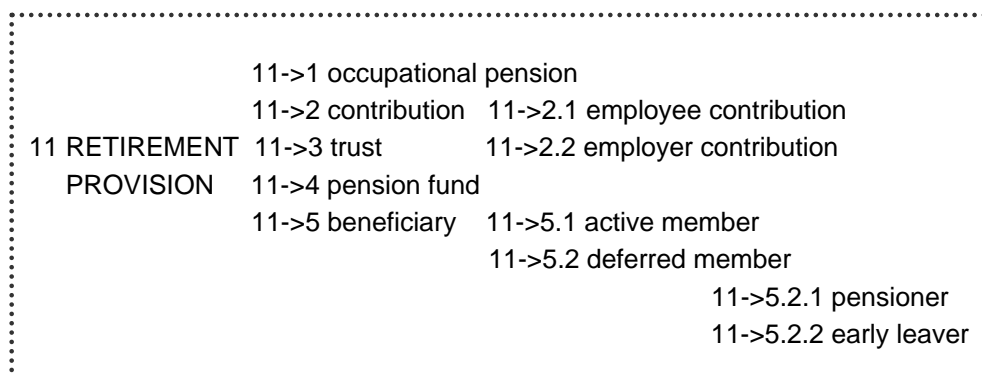 11->1 occupational pension
11->2 contribution 11->2.1 employee contribution
11 RETIREMENT 11->3 trust 11->2.2 employer contribution
PROVISION 11->4 pension fund
11->5 beneficiary 11->5.1 active member
11->5.2 deferred member
11->5.2.1 pensioner
11->5.2.2 early leaver